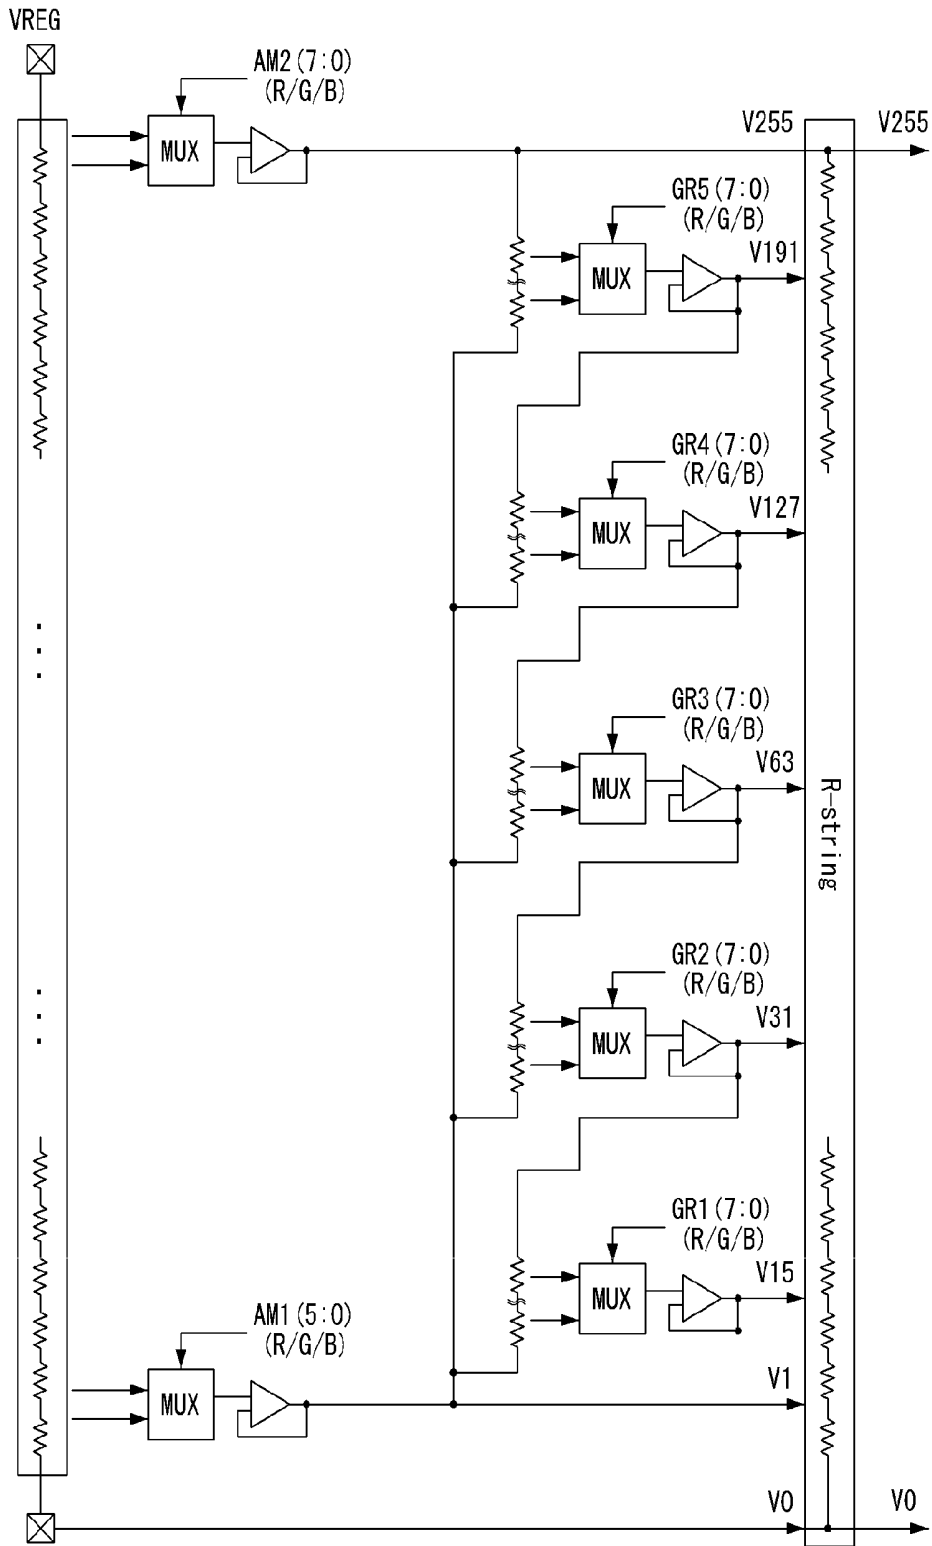 VREG
AM2(7:0)
(R/G/B)
MUX
V255
V255
GR5(7:0)
(R/G/B)
MUX
V191
GR4(7:0)
(R/G/B)
MUX
V127
GR3(7:0)
(R/G/B)
MUX
V63
R-string
GR2(7:0)
(R/G/B)
MUX
V31
GR1(7:0)
(R/G/B)
MUX
V15
AM1(5:0)
(R/G/B)
MUX
V1
V0
V0